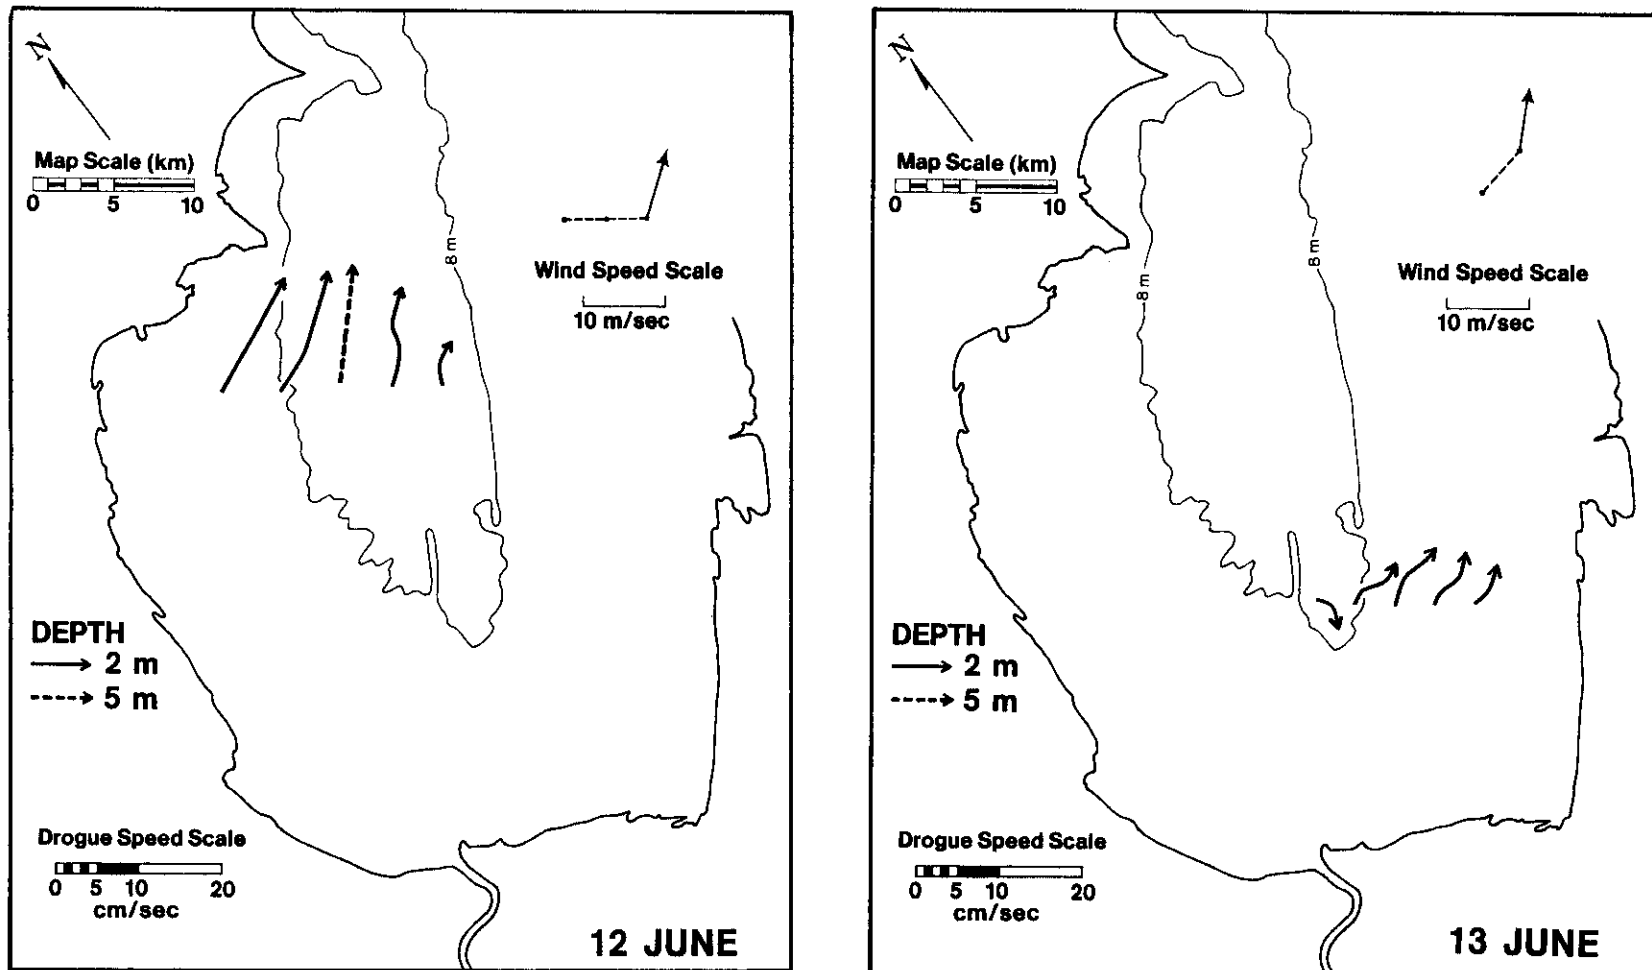 N
Map Scale (km)
0 5 10
8 m
Wind Speed Scale
10 m/sec
DEPTH
2 m
5 m
Drogue Speed Scale
0 5 10 20
cm/sec
12 JUNE
N
Map Scale (km)
0 5 10
8 m
8 m
Wind Speed Scale
10 m/sec
DEPTH
2 m
5 m
Drogue Speed Scale
0 5 10 20
cm/sec
13 JUNE